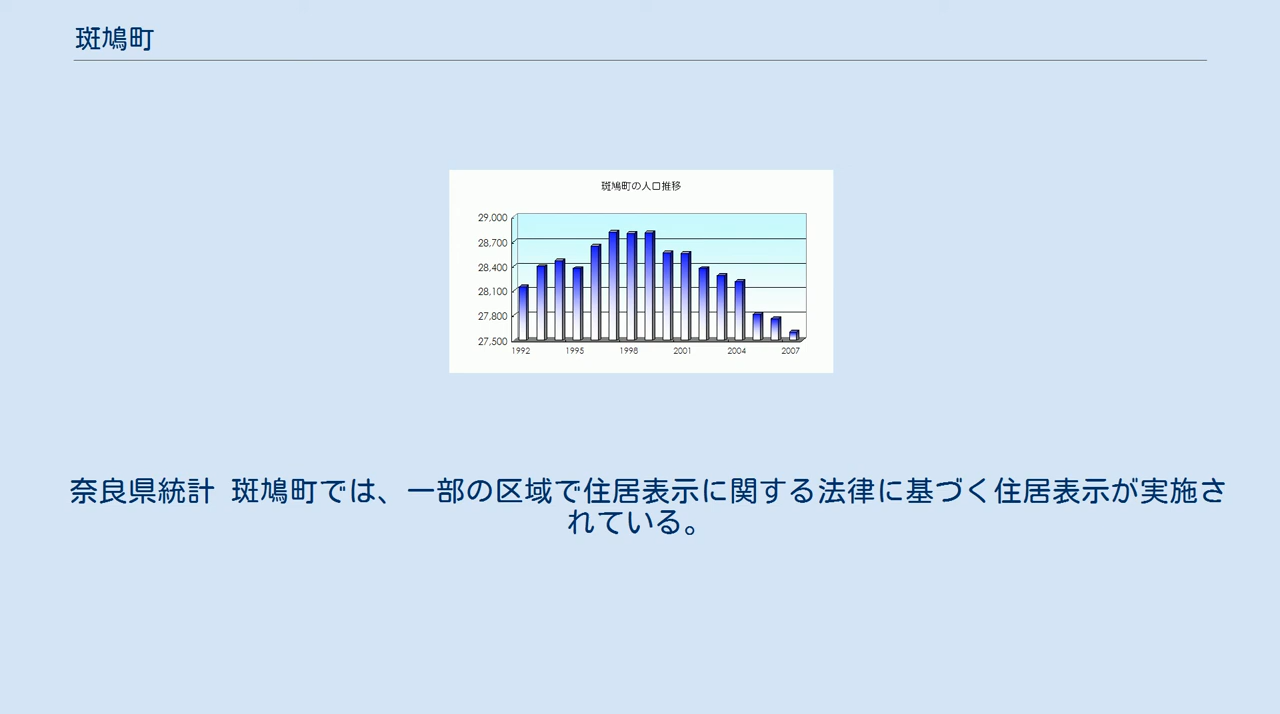 斑鳩町
斑鳩町の人口推移
29,000
28,700
28,400
28,100
27,800
27,500
1992 1995 1998 2001 2004 2007
奈良県統計 斑鳩町では、一部の区域で住居表示に関する法律に基づく住居表示が実施さ
れている。